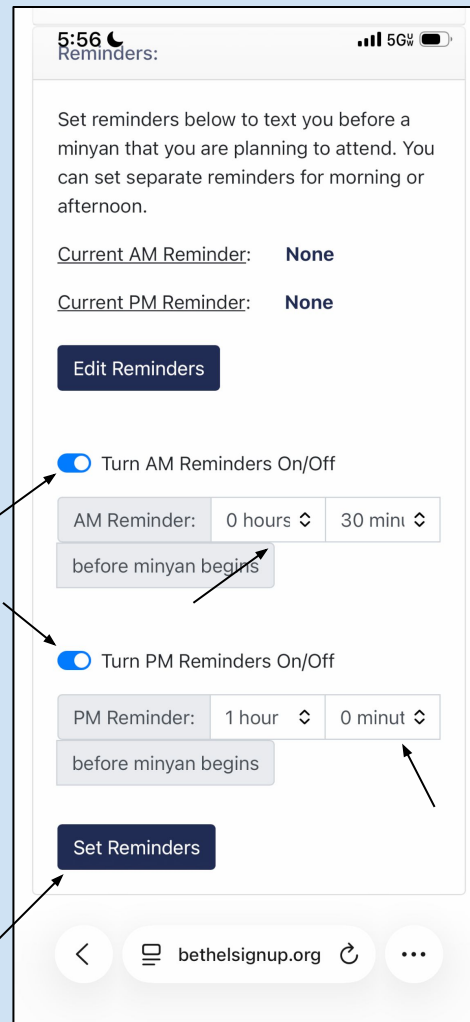 5:56
5GW
Reminders:
Set reminders below to text you before a
minyan that you are planning to attend. You
can set separate reminders for morning or
afternoon.
Current AM Reminder: None
Current PM Reminder: None
Edit Reminders
Turn AM Reminders On/Off
AM Reminder: 0 hours 30 minu
before minyan begins
Turn PM Reminders On/Off
PM Reminder: 1 hour 0 minut
before minyan begins
Set Reminders
bethelsignup.org